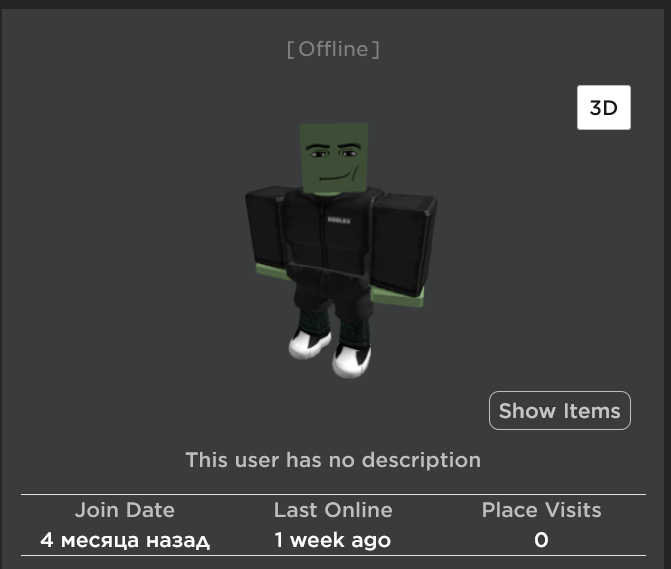 [Offline]
3D
ROBLOX
Show Items
This user has no description
Join Date Last Online Place Visits
4 месяца назад 1 week ago 0